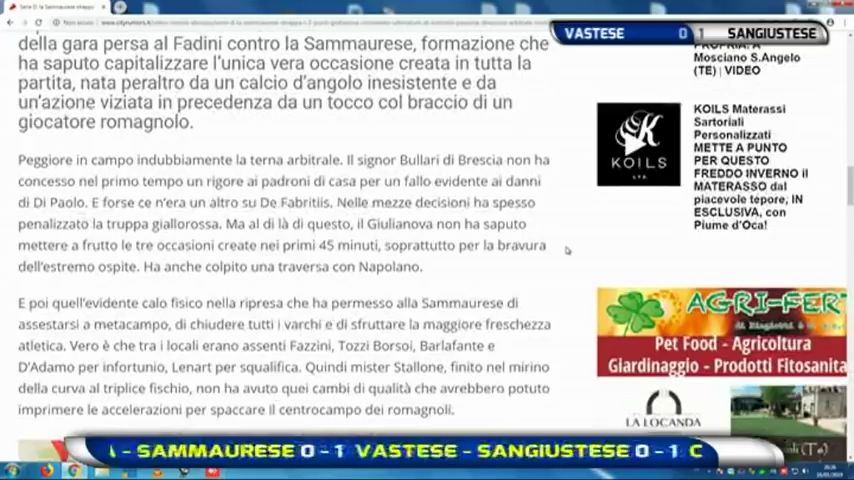 Serie D, la Sammaurese strappa
Non sicuro
VASTESE 0 1 SANGIUSTESE
della gara persa al Fadini contro la Sammaurese, formazione che
ha saputo capitalizzare l'unica vera occasione creata in tutta la
partita, nata peraltro da un calcio d'angolo inesistente e da
un'azione viziata in precedenza da un tocco col braccio di un
giocatore romagnolo.
Peggiore in campo indubbiamente la terna arbitrale. Il signor Bullari di Brescia non ha
concesso nel primo tempo un rigore ai padroni di casa per un fallo evidente ai danni
di Di Paolo. E forse ce n'era un altro su De Fabritiis. Nelle mezze decisioni ha spesso
penalizzato la truppa giallorossa. Ma al di là di questo, il Giulianova non ha saputo
mettere a frutto le tre occasioni create nei primi 45 minuti, soprattutto per la bravura
dell'estremo ospite. Ha anche colpito una traversa con Napolano.
E poi quell'evidente calo fisico nella ripresa che ha permesso alla Sammaurese di
assestarsi a metacampo, di chiudere tutti i varchi e di sfruttare la maggiore freschezza
atletica. Vero è che tra i locali erano assenti Fazzini, Tozzi Borsoi, Barlafante e
D'Adamo per infortunio, Lenart per squalifica. Quindi mister Stallone, finito nel mirino
della curva al triplice fischio, non ha avuto quei cambi di qualità che avrebbero potuto
imprimere le accelerazioni per spaccare il centrocampo dei romagnoli.
PROPRIA: A
Mosciano S.Angelo
(TE) | VIDEO
K
KOILS
LTD.
KOILS Materassi
Sartoriali
Personalizzati
METTE A PUNTO
PER QUESTO
FREDDO INVERNO il
MATERASSO dal
piacevole tepore, IN
ESCLUSIVA, con
Piume d'Oca!
AGRI-FERT
Pet Food - Agricoltura
Giardinaggio - Prodotti Fitosanita
LA LOCANDA
A - SAMMAURESE 0 - 1 VASTESE - SANGIUSTESE 0 - 1 C